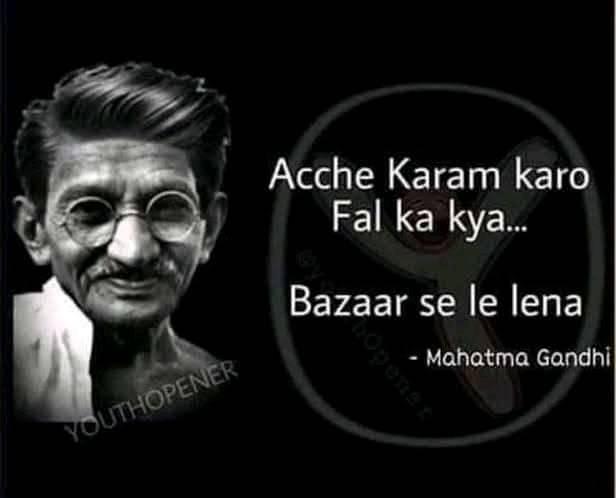 Acche Karam karo
Fal ka kya...
Bazaar se le lena
- Mahatma Gandhi
YOUTHOPENER